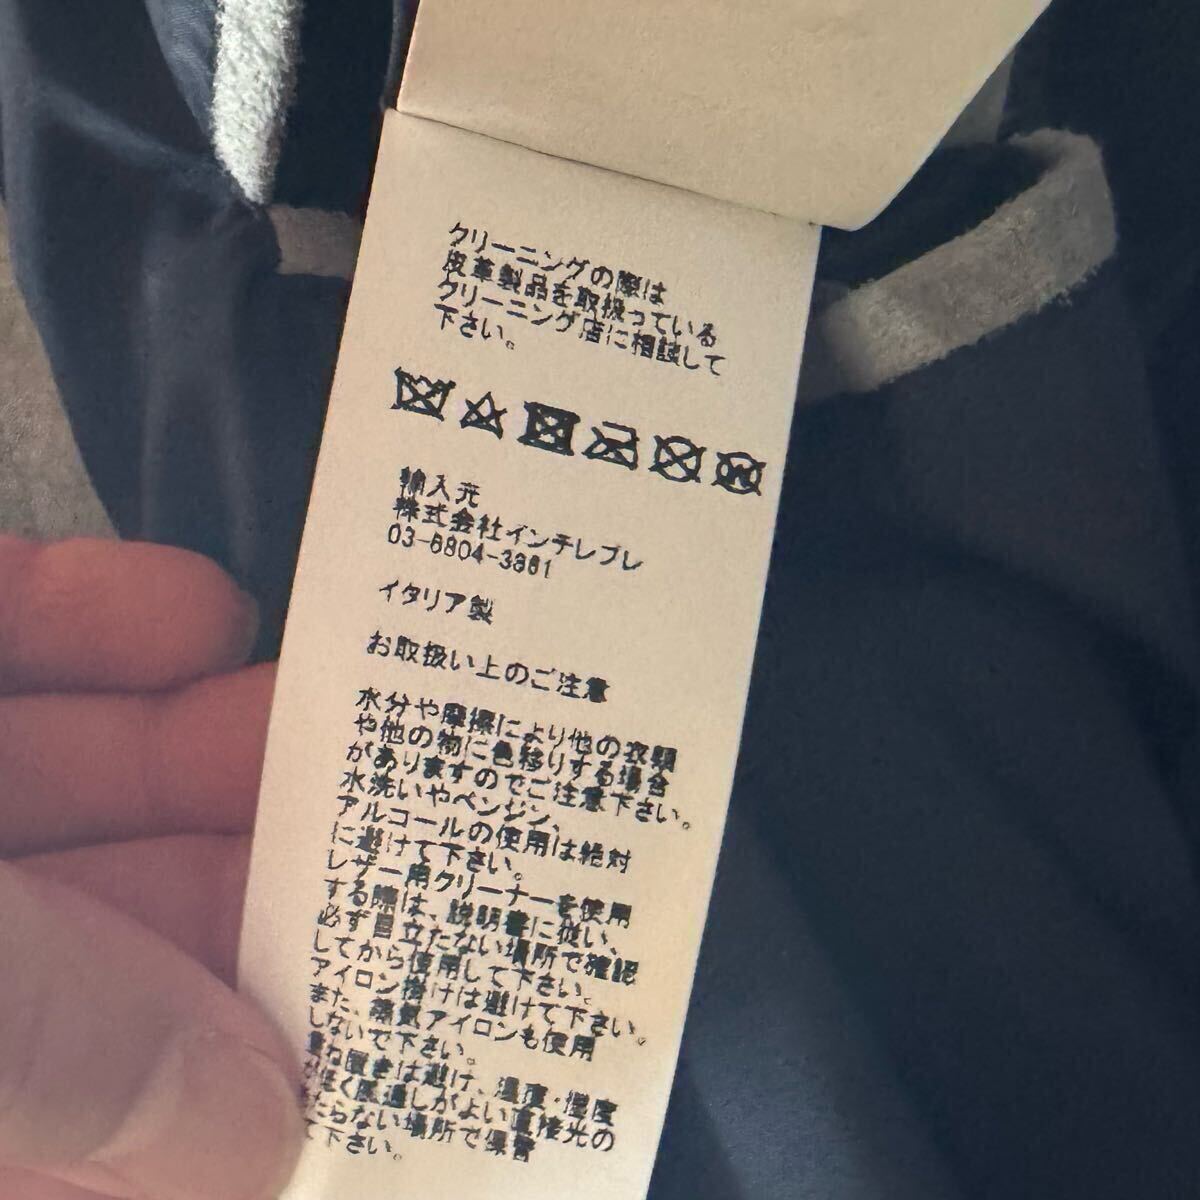 クリーニングの際は
皮革製品を取扱っている
クリーニング店に相談して
下さい。
輸入元
株式会社インテレプレ
03-6804-3861
イタリア製
お取扱い上のご注意
水分や摩擦により他の衣類
や他の物に色移りする場合
がありますのでご注意下さい。
水洗いやベンジン、
アルコールの使用は絶対
に避けて下さい。
レザー用クリーナーを使用
する際は、説明書に従い、
必ず目立たない場所で確認
してから使用して下さい。
アイロン掛けは避けて下さい。
また、蒸気アイロンも使用
しないで下さい。
重ね置きは避け、温度・湿度
が低く風通しがよい直接光の
当たらない場所で保管
して下さい。